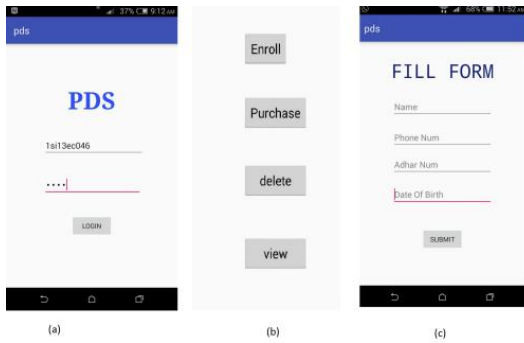 37% 9:12 AM
pds
PDS
1si13ec046
....
LOGIN
(a)
Enroll
Purchase
delete
view
(b)
68% 11:52 AM
pds
FILL FORM
Name
Phone Num
Adhar Num
Date Of Birth
SUBMIT
(c)